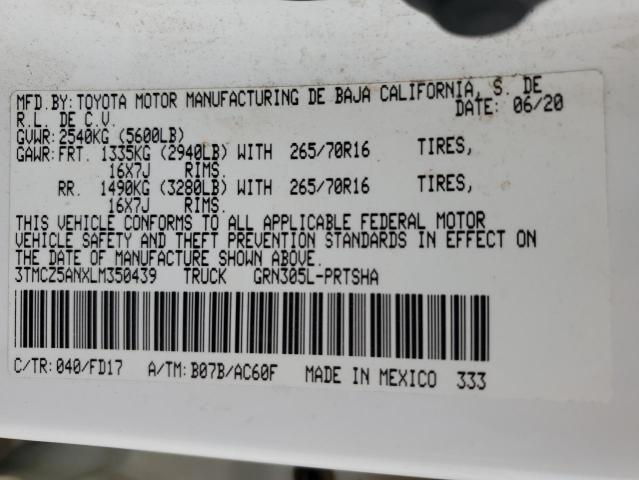 MFD.BY:TOYOTA MOTOR MANUFACTURING DE BAJA CALIFORNIA, S. DE
R.L. DE C.V. DATE: 06/20
GVWR:2540KG (5600LB)
GAWR:FRT. 1335KG (2940LB) WITH 265/70R16 TIRES,
16X7J RIMS.
RR. 1490KG (3280LB) WITH 265/70R16 TIRES,
16X7J RIMS.
THIS VEHICLE CONFORMS TO ALL APPLICABLE FEDERAL MOTOR
VEHICLE SAFETY AND THEFT PREVENTION STANDARDS IN EFFECT ON
THE DATE OF MANUFACTURE SHOWN ABOVE.
3TMCZ5ANXLM350439 TRUCK GRN305L-PRTSHA
C/TR:040/FD17 A/TM:B07B/AC60F MADE IN MEXICO 333